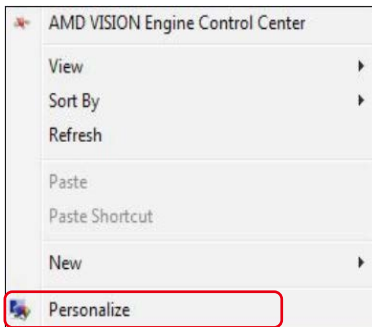 AMD VISION Engine Control Center
View
Sort By
Refresh
Paste
Paste Shortcut
New
Personalize